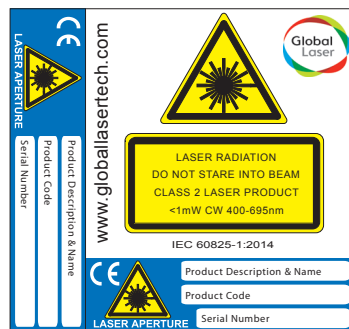 CE
LASER APERTURE
Product Description & Name
Product Code
Serial Number
www.globallasertech.com
Global
Laser
LASER RADIATION
DO NOT STARE INTO BEAM
CLASS 2 LASER PRODUCT
<1mW CW 400-695nm
IEC 60825-1:2014
CE
LASER APERTURE
Product Description & Name
Product Code
Serial Number